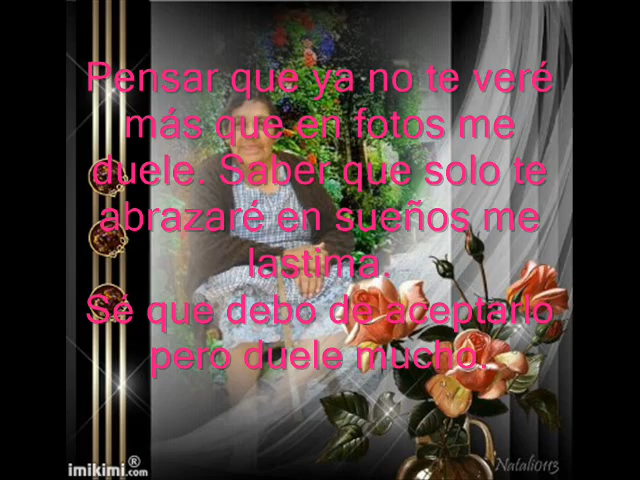 Pensar que ya no te veré
más que en fotos me
duele. Saber que solo te
abrazaré en sueños me
lastima.
Sé que debo de aceptarlo
pero duele mucho.
imikimi®.com
Natali0113